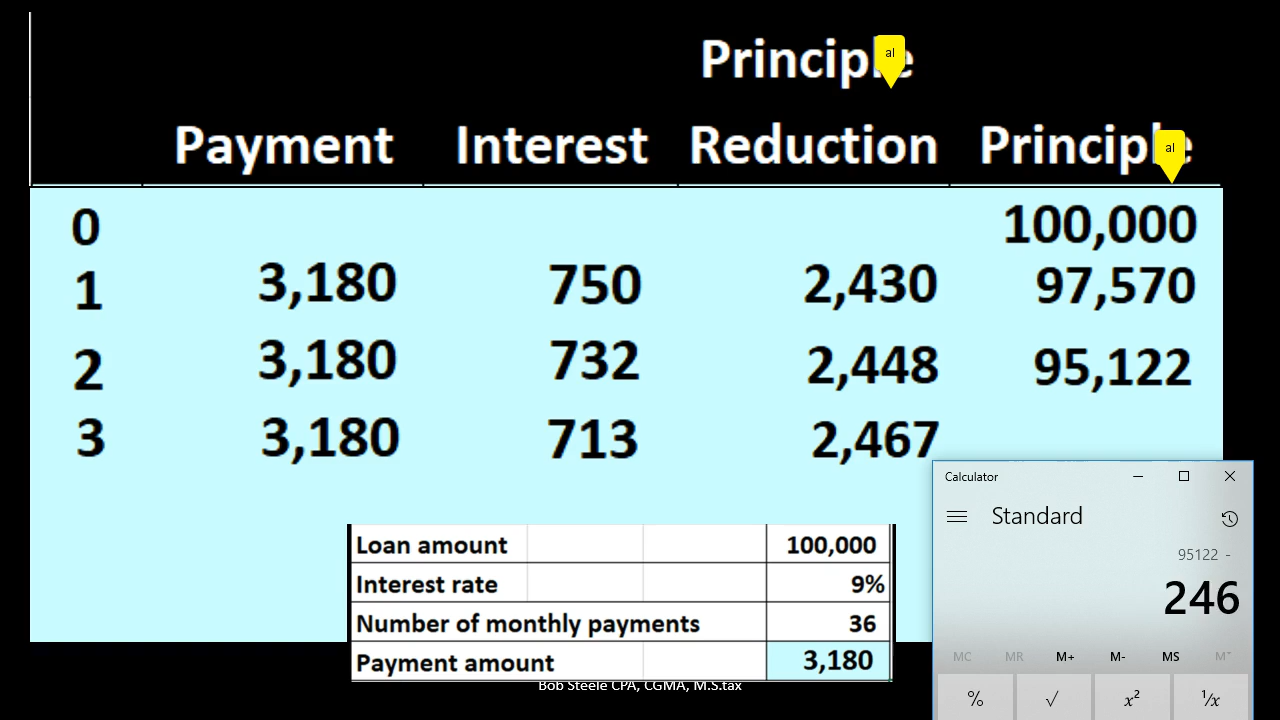 Principle al
Payment Interest Reduction Principle al
0 100,000
1 3,180 750 2,430 97,570
2 3,180 732 2,448 95,122
3 3,180 713 2,467
Calculator
Standard
95122 -
246
MC MR M+ M- MS M˅
% √ x² ¹/x
Loan amount 100,000
Interest rate 9%
Number of monthly payments 36
Payment amount 3,180
Bob Steele CPA, CGMA, M.S.tax